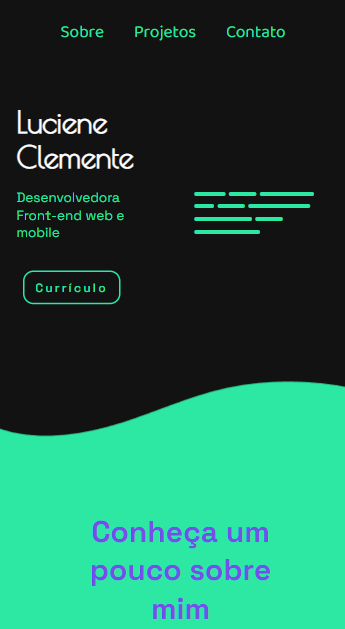 Sobre Projetos Contato
Luciene
Clemente
Desenvolvedora
Front-end web e
mobile
Currículo
Conheça um
pouco sobre
mim